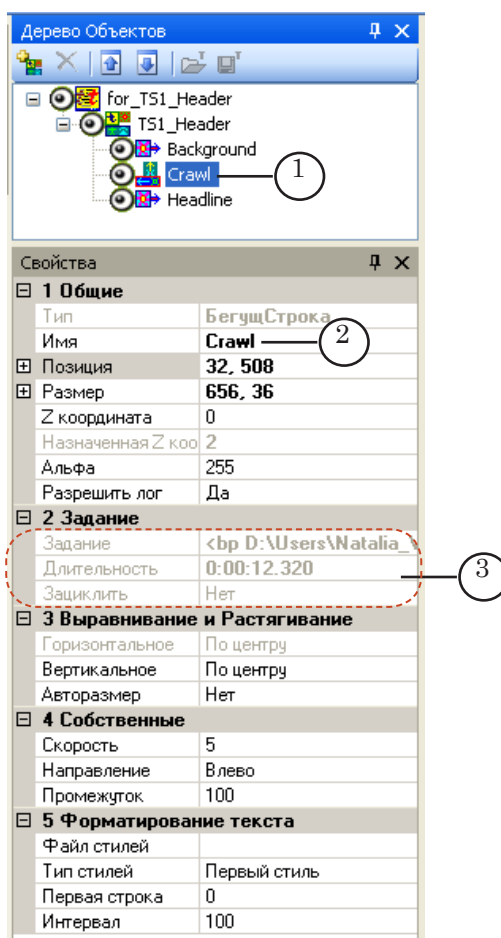 Дерево Объектов
for_TS1_Header
TS1_Header
Background
Crawl
1
Headline
Свойства
1 Общие
Тип БегущСтрока
Имя Crawl
2
Позиция 32, 508
Размер 656, 36
Z координата 0
Назначенная Z коо 2
Альфа 255
Разрешить лог Да
2 Задание
Задание <bp D:\Users\Natalia_
Длительность 0:00:12.320
3
Зациклить Нет
3 Выравнивание и Растягивание
Горизонтальное По центру
Вертикальное По центру
Авторазмер Нет
4 Собственные
Скорость 5
Направление Влево
Промежуток 100
5 Форматирование текста
Файл стилей
Тип стилей Первый стиль
Первая строка 0
Интервал 100